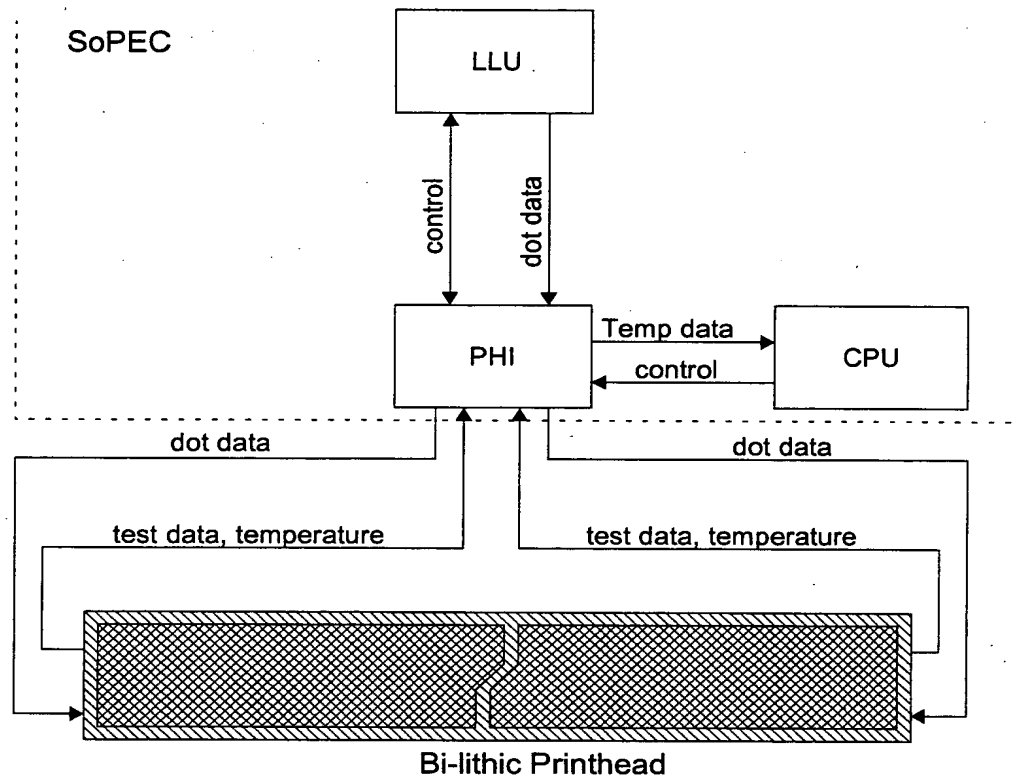 SoPEC
LLU
control
dot data
PHI
Temp data
control
CPU
dot data
dot data
test data, temperature
test data, temperature
Bi-lithic Printhead